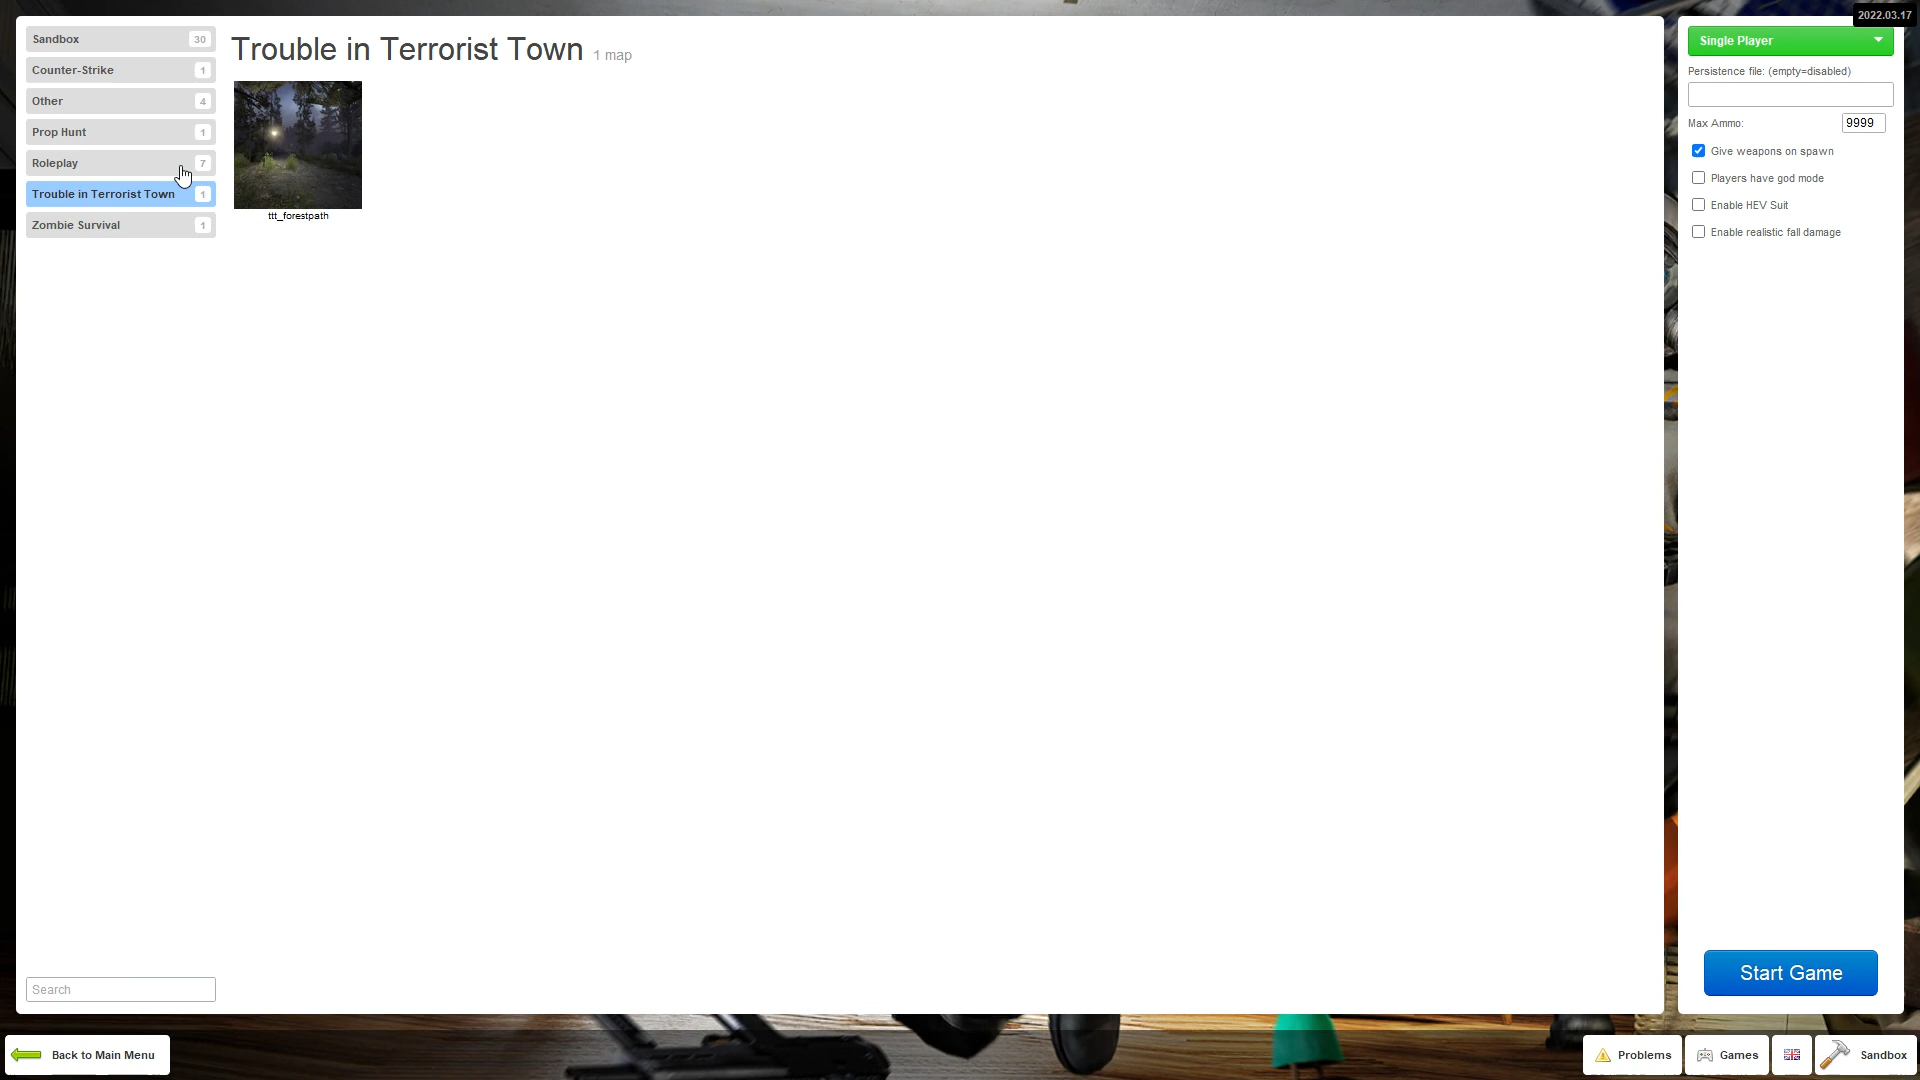 Sandbox 30
Counter-Strike 1
Other 4
Prop Hunt 1
Roleplay 7
Trouble in Terrorist Town 1
Zombie Survival 1
Search
Trouble in Terrorist Town 1 map
ttt_forestpath
2022.03.17
Single Player
Persistence file: (empty=disabled)
Max Ammo: 9999
Give weapons on spawn
Players have god mode
Enable HEV Suit
Enable realistic fall damage
Start Game
Back to Main Menu
Problems
Games
Sandbox